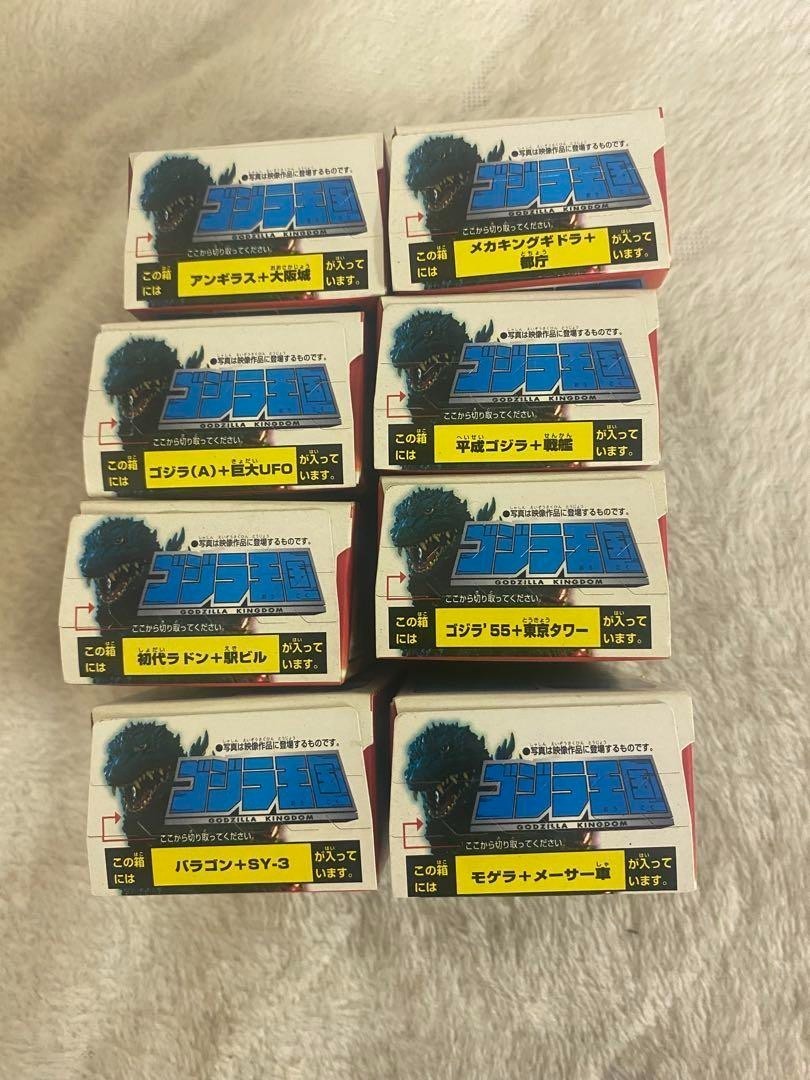 ●写真は映像作品に登場するものです。
ゴジラ王国
GODZILLA KINGDOM
ここから切り取ってください。
この箱には
アンギラス+大阪城
が入っています。
●写真は映像作品に登場するものです。
ゴジラ王国
GODZILLA KINGDOM
ここから切り取ってください。
この箱には
メカキングギドラ+
都庁
が入っています。
●写真は映像作品に登場するものです。
ゴジラ王国
GODZILLA KINGDOM
ここから切り取ってください。
この箱には
ゴジラ(A)+巨大UFO
が入っています。
●写真は映像作品に登場するものです。
ゴジラ王国
GODZILLA KINGDOM
ここから切り取ってください。
この箱には
平成ゴジラ+戦艦
が入っています。
●写真は映像作品に登場するものです。
ゴジラ王国
GODZILLA KINGDOM
ここから切り取ってください。
この箱には
初代ラドン+駅ビル
が入っています。
●写真は映像作品に登場するものです。
ゴジラ王国
GODZILLA KINGDOM
ここから切り取ってください。
この箱には
ゴジラ'55+東京タワー
が入っています。
●写真は映像作品に登場するものです。
ゴジラ王国
GODZILLA KINGDOM
ここから切り取ってください。
この箱には
バラゴン+SY-3
が入っています。
●写真は映像作品に登場するものです。
ゴジラ王国
GODZILLA KINGDOM
ここから切り取ってください。
この箱には
モゲラ+メーサー車
が入っています。